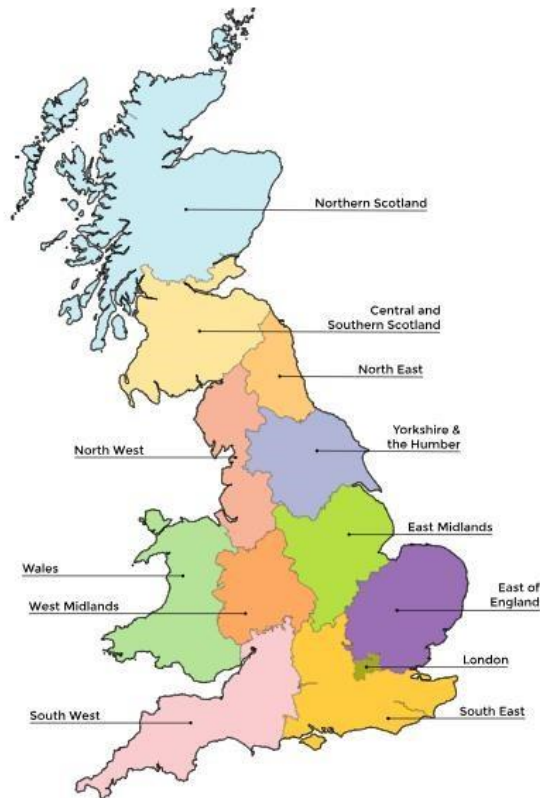 Northern Scotland
Central and
Southern Scotland
North East
Yorkshire &
the Humber
North West
East Midlands
Wales
East of
England
West Midlands
London
South West
South East